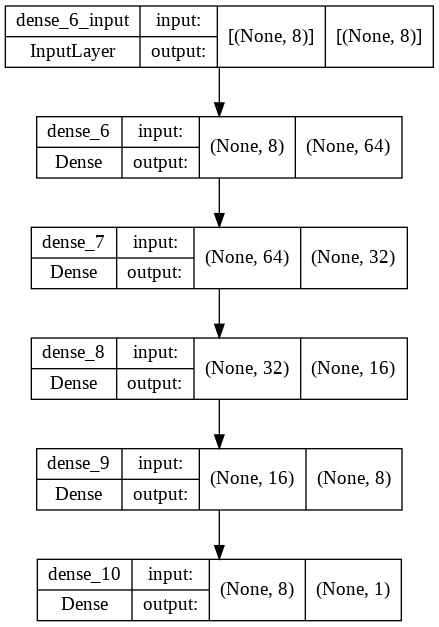 dense_6_input input: [(None, 8)] [(None, 8)]
InputLayer output:
dense_6 input: (None, 8) (None, 64)
Dense output:
dense_7 input: (None, 64) (None, 32)
Dense output:
dense_8 input: (None, 32) (None, 16)
Dense output:
dense_9 input: (None, 16) (None, 8)
Dense output:
dense_10 input: (None, 8) (None, 1)
Dense output: